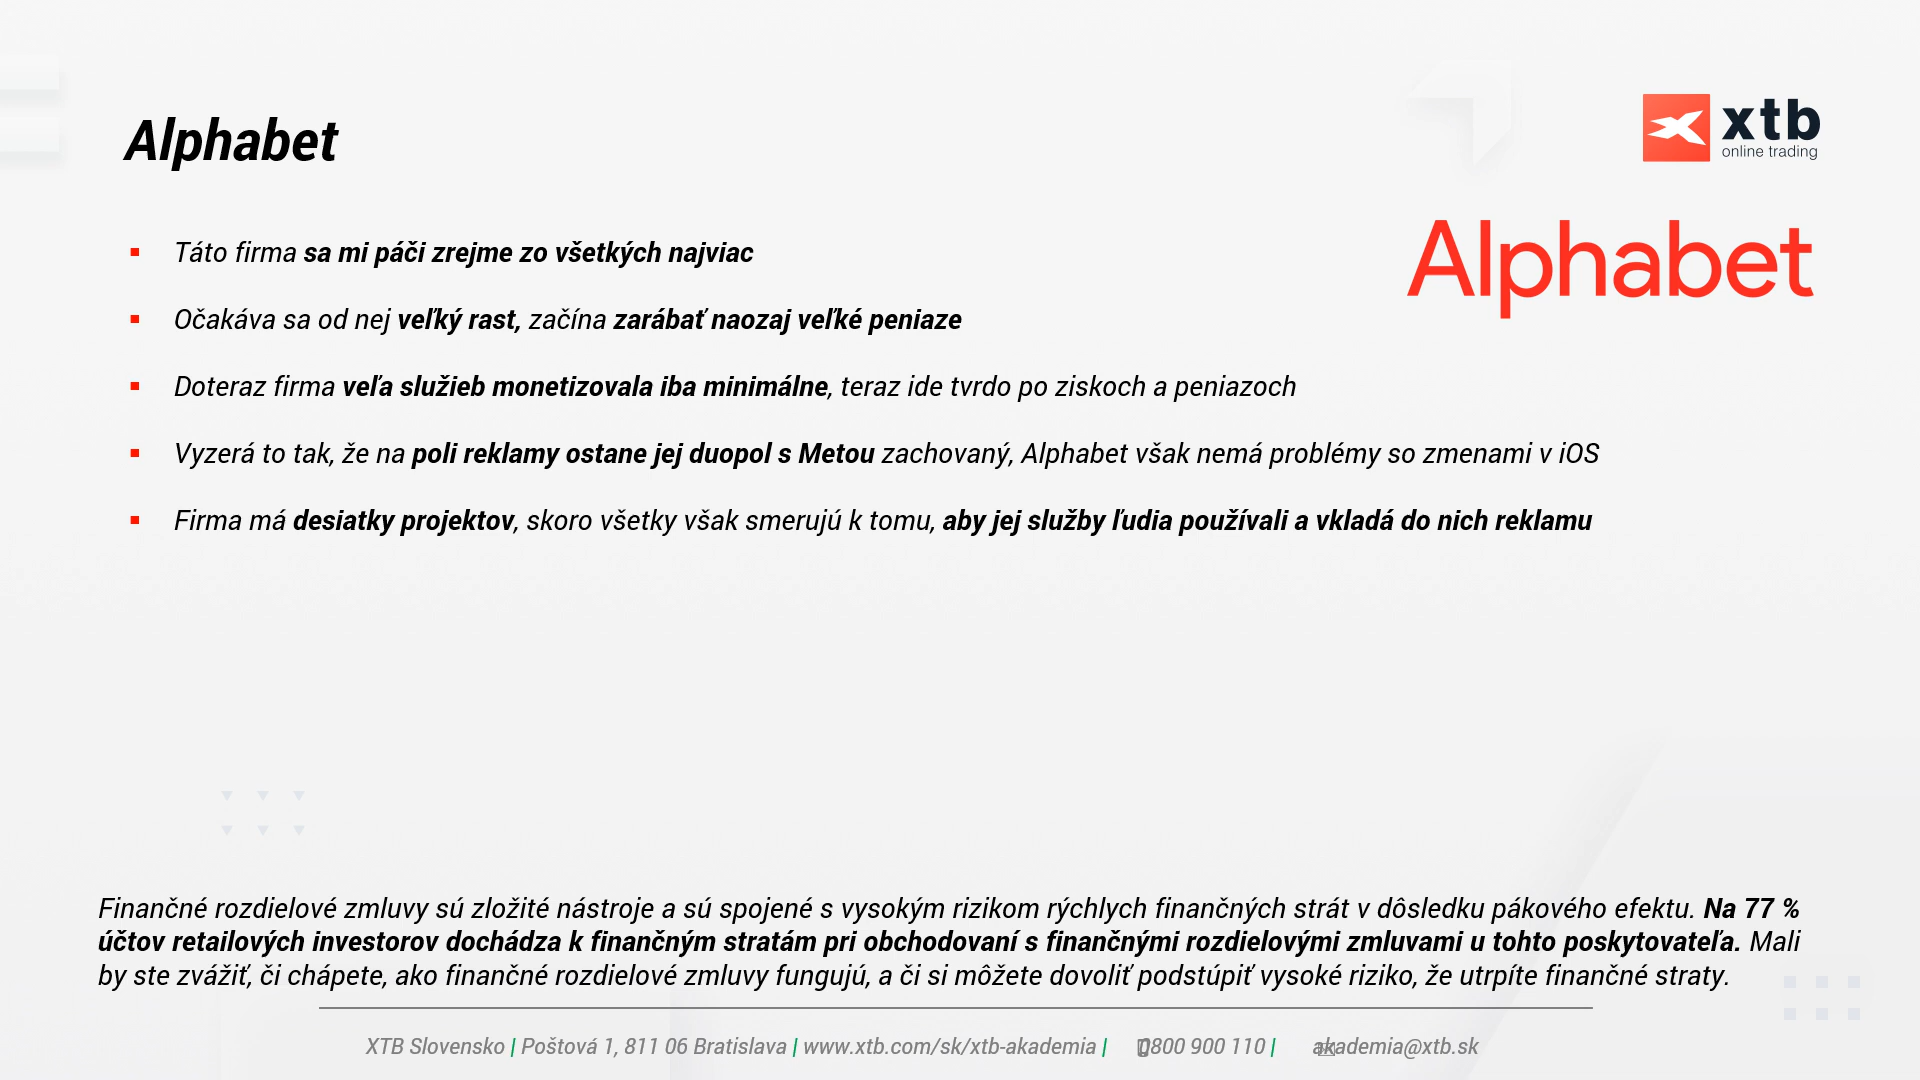 Alphabet
xtb
online trading
Alphabet
Táto firma sa mi páči zrejme zo všetkých najviac
Očakáva sa od nej veľký rast, začína zarábať naozaj veľké peniaze
Doteraz firma veľa služieb monetizovala iba minimálne, teraz ide tvrdo po ziskoch a peniazoch
Vyzerá to tak, že na poli reklamy ostane jej duopol s Metou zachovaný, Alphabet však nemá problémy so zmenami v iOS
Firma má desiatky projektov, skoro všetky však smerujú k tomu, aby jej služby ľudia používali a vkladá do nich reklamu
Finančné rozdielové zmluvy sú zložité nástroje a sú spojené s vysokým rizikom rýchlych finančných strát v dôsledku pákového efektu. Na 77 %
účtov retailových investorov dochádza k finančným stratám pri obchodovaní s finančnými rozdielovými zmluvami u tohto poskytovateľa. Mali
by ste zvážiť, či chápete, ako finančné rozdielové zmluvy fungujú, a či si môžete dovoliť podstúpiť vysoké riziko, že utrpíte finančné straty.
XTB Slovensko | Poštová 1, 811 06 Bratislava | www.xtb.com/sk/xtb-akademia | 0800 900 110 | akademia@xtb.sk